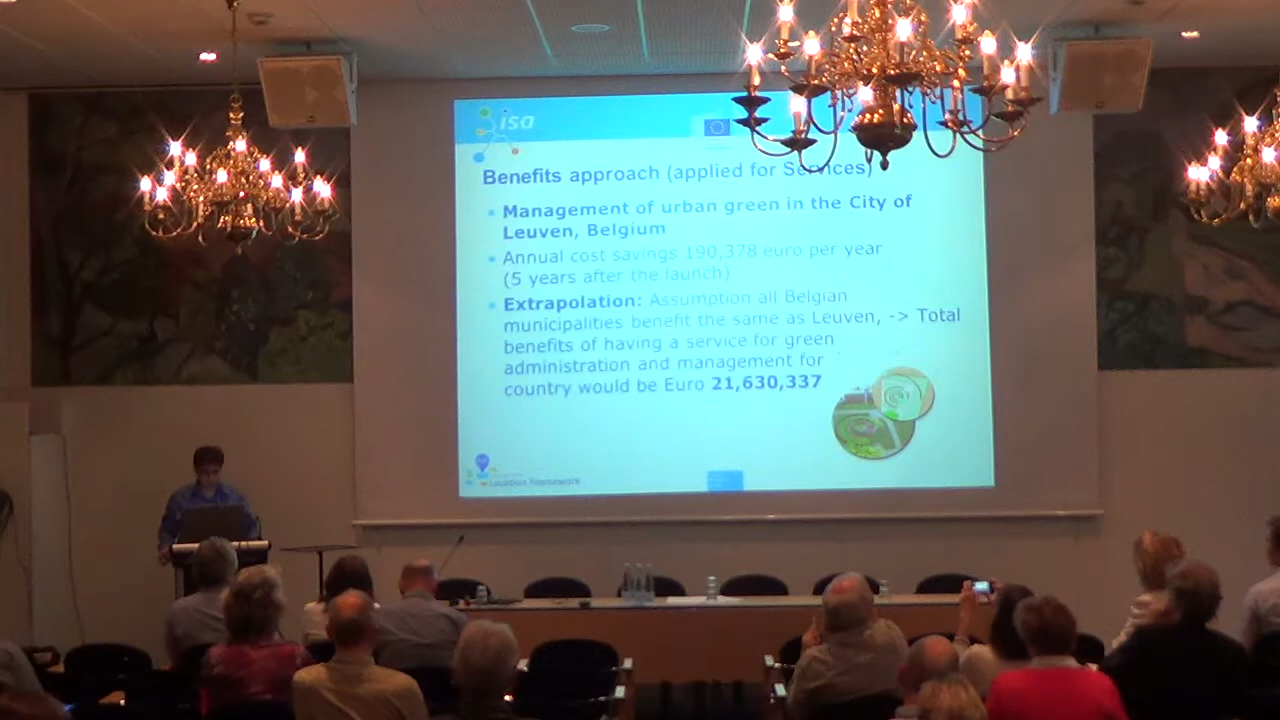 isa
Benefits approach (applied for Services)
Management of urban green in the City of
Leuven, Belgium
Annual cost savings 190,378 euro per year
(5 years after the launch)
Extrapolation: Assumption all Belgian
municipalities benefit the same as Leuven, -> Total
benefits of having a service for green
administration and management for
country would be Euro 21,630,337
Location Framework